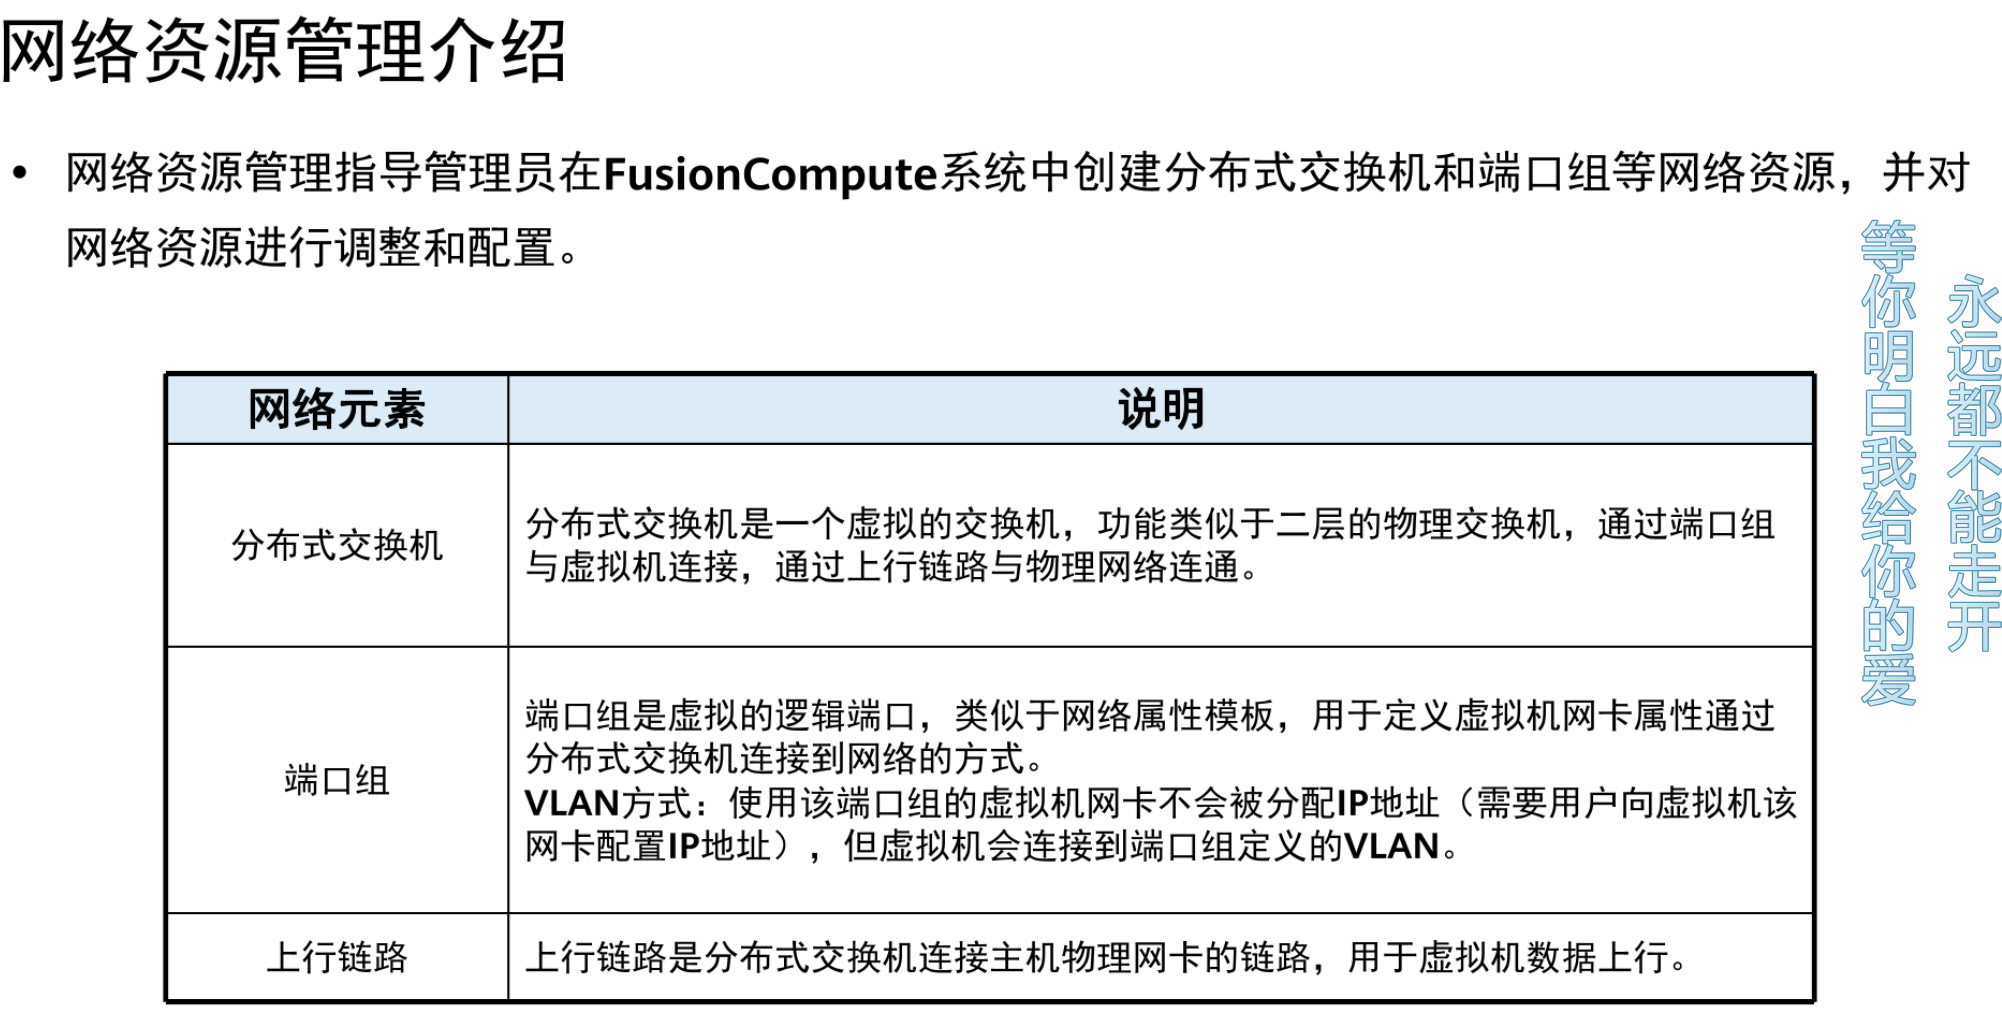 网络资源管理介绍
• 网络资源管理指导管理员在FusionCompute系统中创建分布式交换机和端口组等网络资源，并对
网络资源进行调整和配置。
网络元素
说明
分布式交换机
分布式交换机是一个虚拟的交换机，功能类似于二层的物理交换机，通过端口组
与虚拟机连接，通过上行链路与物理网络连通。
端口组
端口组是虚拟的逻辑端口，类似于网络属性模板，用于定义虚拟机网卡属性通过
分布式交换机连接到网络的方式。
VLAN方式：使用该端口组的虚拟机网卡不会被分配IP地址（需要用户向虚拟机该
网卡配置IP地址），但虚拟机会连接到端口组定义的VLAN。
上行链路
上行链路是分布式交换机连接主机物理网卡的链路，用于虚拟机数据上行。
永远都不能走开
等你明白我给你的爱